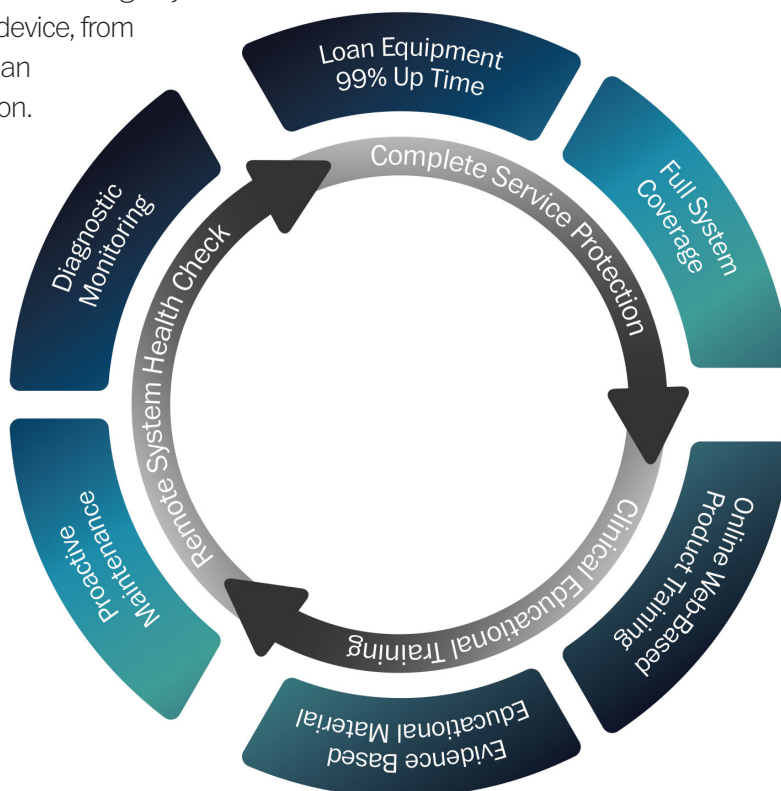 device, from
an
on.
Loan Equipment
99% Up Time
Full System
Coverage
Online Web-Based
Product Training
Evidence Based
Educational Material
Proactive
Maintenance
Diagnostic
Monitoring
Complete Service Protection
Clinical Educational Training
Remote System Health Check